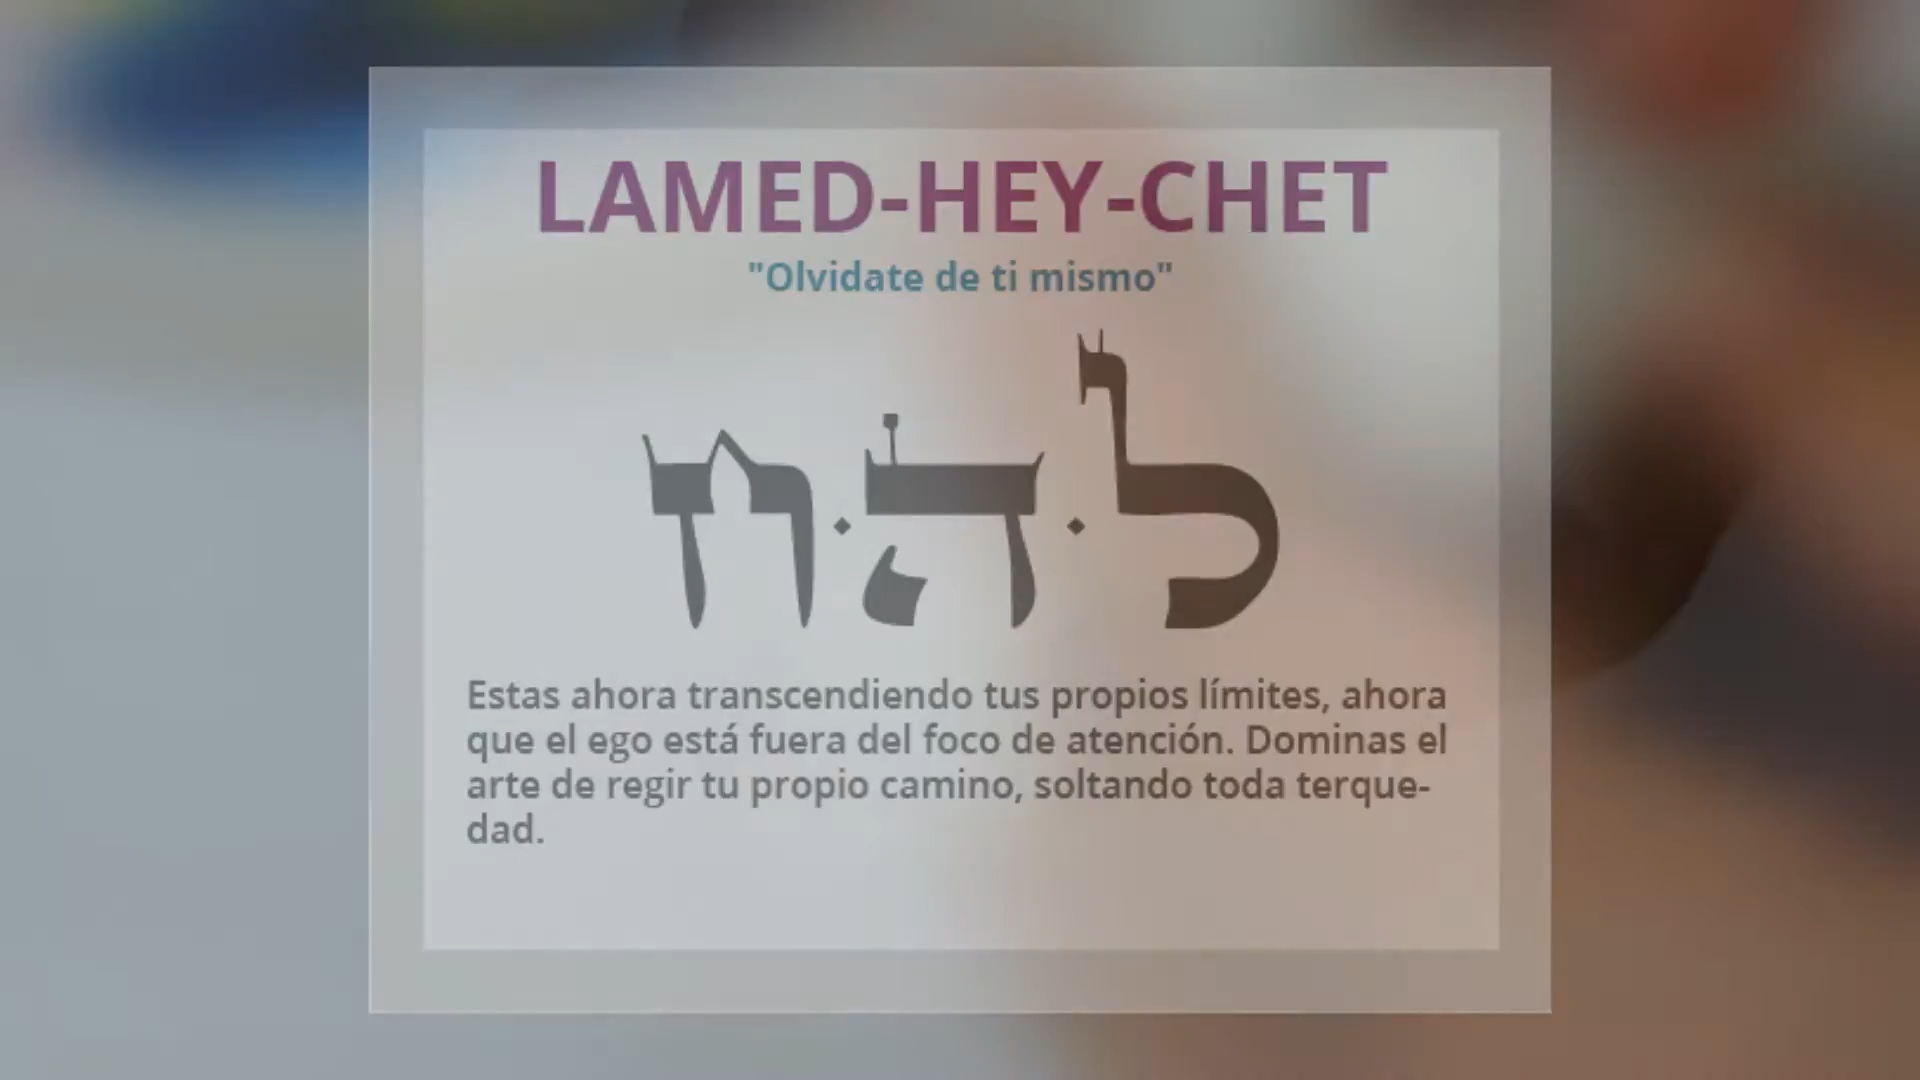 LAMED-HEY-CHET
"Olvidate de ti mismo"
ל·ה·ח
Estas ahora transcendiendo tus propios límites, ahora
que el ego está fuera del foco de atención. Dominas el
arte de regir tu propio camino, soltando toda terque-
dad.